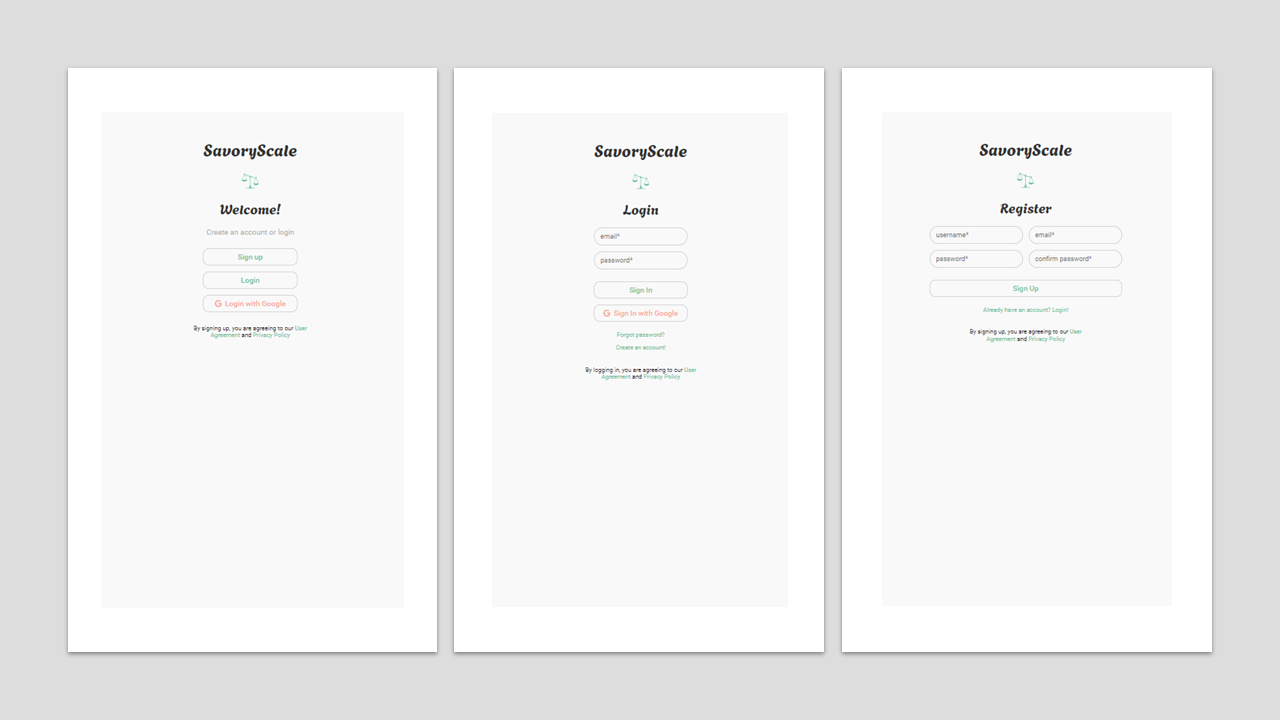 SavoryScale
Welcome!
Create an account or login
Sign up
Login
Login with Google
By signing up, you are agreeing to our User
Agreement and Privacy Policy
SavoryScale
Login
email*
password*
Sign In
Sign In with Google
Forgot password?
Create an account!
By logging in, you are agreeing to our User
Agreement and Privacy Policy
SavoryScale
Register
username* email*
password* confirm password*
Sign Up
Already have an account? Login!
By signing up, you are agreeing to our User
Agreement and Privacy Policy